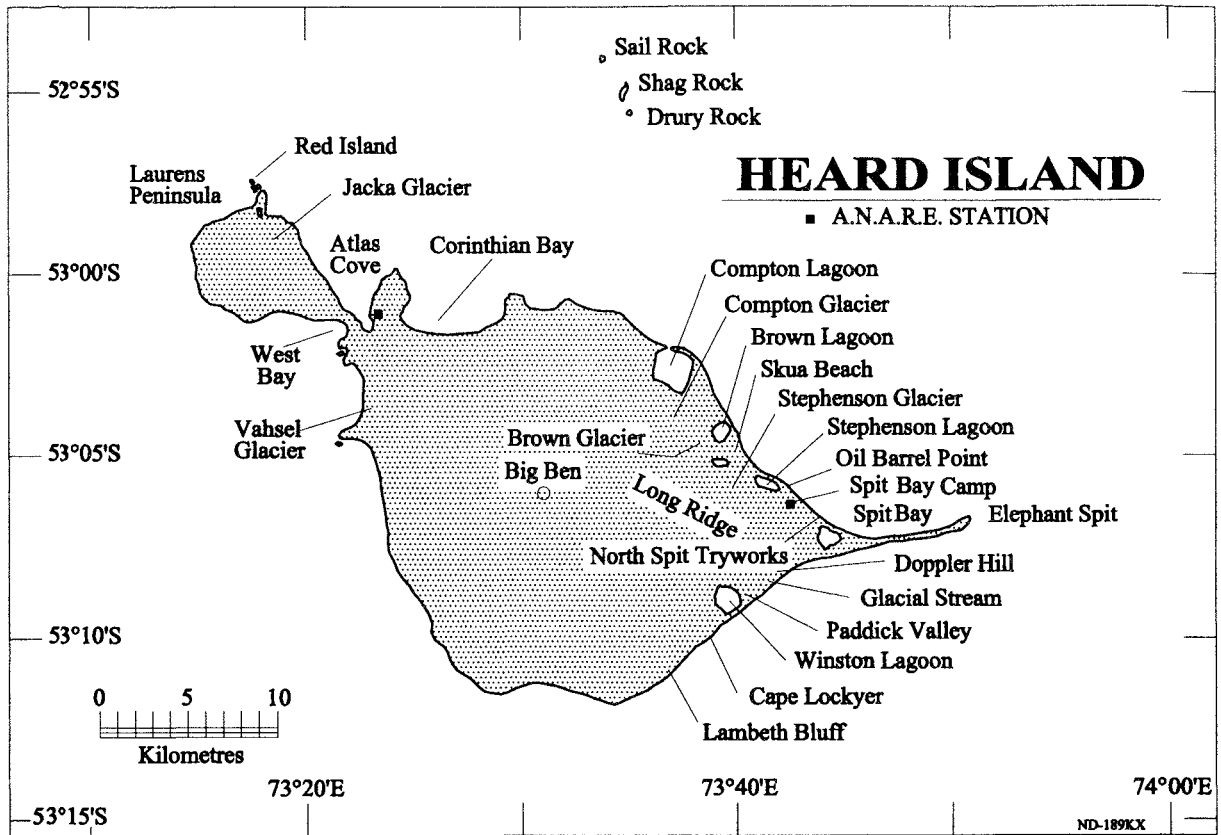 Sail Rock
52°55'S
Shag Rock
Drury Rock
Red Island
Laurens
Peninsula
Jacka Glacier
HEARD ISLAND
■ A.N.A.R.E. STATION
Atlas
Cove
Corinthian Bay
53°00'S
Compton Lagoon
Compton Glacier
Brown Lagoon
West
Bay
Skua Beach
Stephenson Glacier
Vahsel
Glacier
Brown Glacier
Stephenson Lagoon
53°05'S
Oil Barrel Point
Big Ben
Long Ridge
Spit Bay Camp
Spit Bay
Elephant Spit
North Spit Tryworks
Doppler Hill
Glacial Stream
53°10'S
Paddick Valley
Winston Lagoon
Cape Lockyer
Lambeth Bluff
0 5 10
Kilometres
73°20'E
73°40'E
74°00'E
53°15'S
ND-189KX